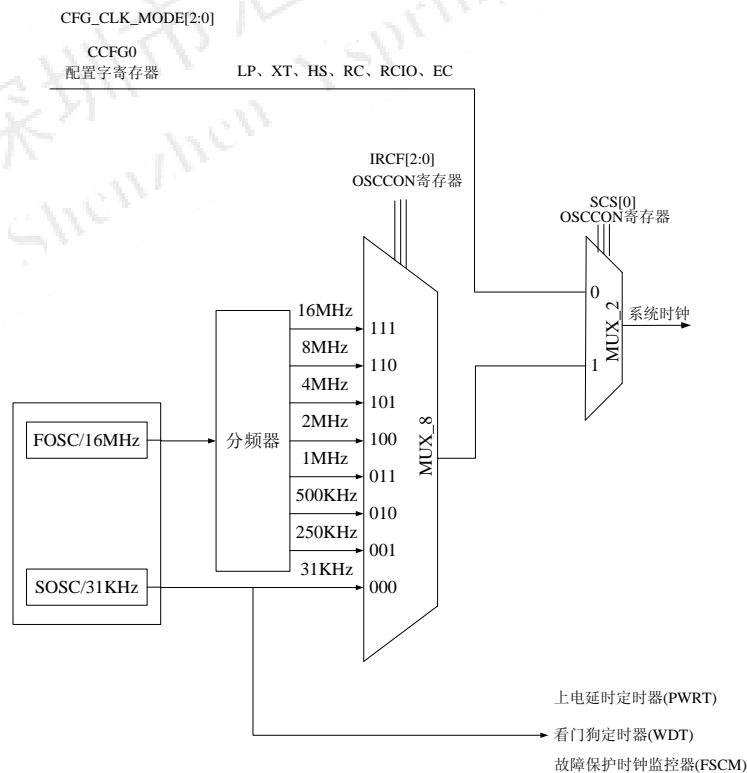 CFG_CLK_MODE[2:0]
CCFG0
配置字寄存器
LP、XT、HS、RC、RCIO、EC
IRCF[2:0]
OSCCON寄存器
SCS[0]
OSCCON寄存器
0
1
MUX_2
系统时钟
FOSC/16MHz
SOSC/31KHz
分频器
16MHz
8MHz
4MHz
2MHz
1MHz
500KHz
250KHz
31KHz
111
110
101
100
011
010
001
000
MUX_8
上电延时定时器(PWRT)
看门狗定时器(WDT)
故障保护时钟监控器(FSCM)
深圳市
Shenzhen Yspring